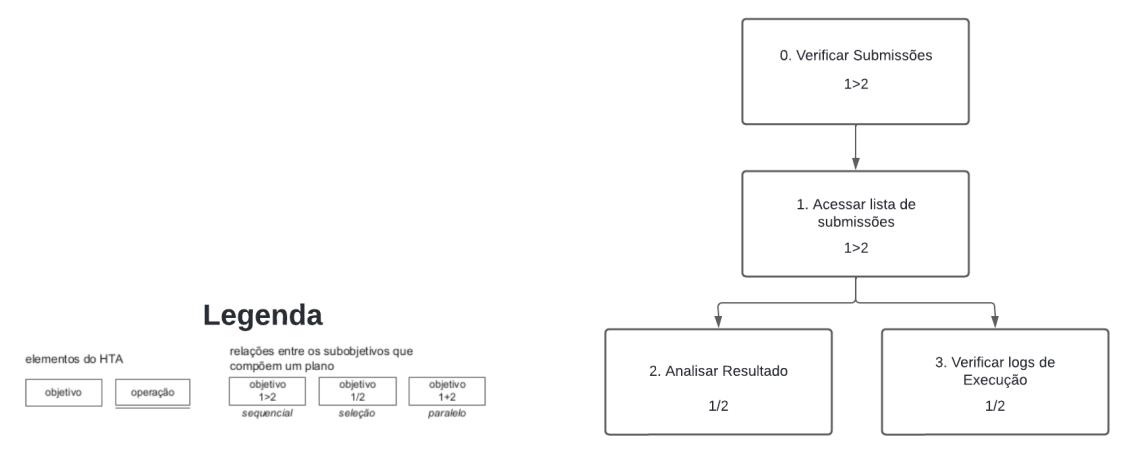 0. Verificar Submissões
1>2
1. Acessar lista de
submissões
1>2
2. Analisar Resultado
1/2
3. Verificar logs de
Execução
1/2
Legenda
elementos do HTA
objetivo
operação
relações entre os subobjetivos que
compõem um plano
objetivo
1>2
sequencial
objetivo
1/2
seleção
objetivo
1+2
paralelo